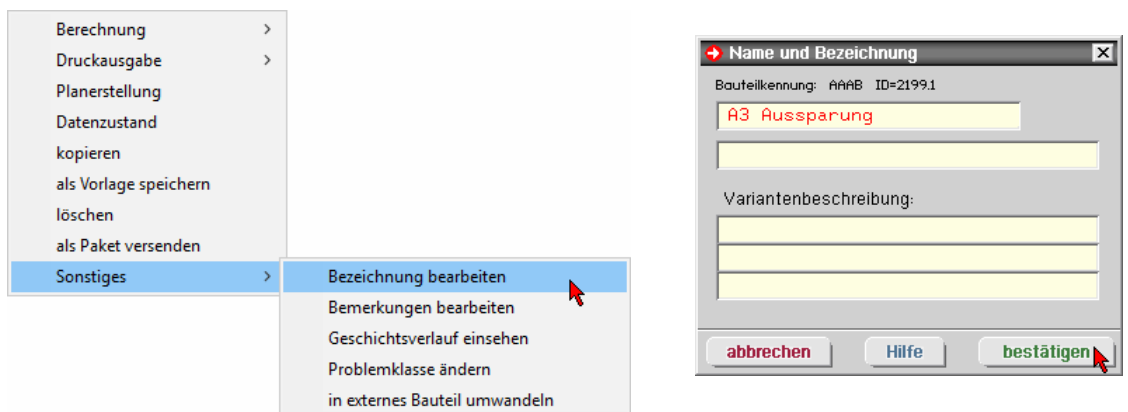 Berechnung
Druckausgabe
Planerstellung
Datenzustand
kopieren
als Vorlage speichern
löschen
als Paket versenden
Sonstiges
Bezeichnung bearbeiten
Bemerkungen bearbeiten
Geschichtsverlauf einsehen
Problemklasse ändern
in externes Bauteil umwandeln
Name und Bezeichnung
Bauteilkennung: AAAB ID=2199.1
A3 Aussparung
Variantenbeschreibung:
abbrechen Hilfe bestätigen